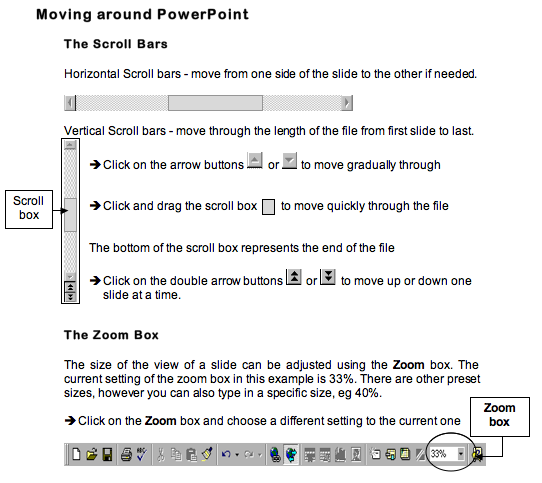 Moving around PowerPoint
The Scroll Bars
Horizontal Scroll bars - move from one side of the slide to the other if needed.
Vertical Scroll bars - move through the length of the file from first slide to last.
➔ Click on the arrow buttons or to move gradually through
Scroll
box
➔ Click and drag the scroll box to move quickly through the file
The bottom of the scroll box represents the end of the file
➔ Click on the double arrow buttons or to move up or down one
slide at a time.
The Zoom Box
The size of the view of a slide can be adjusted using the Zoom box. The
current setting of the zoom box in this example is 33%. There are other preset
sizes, however you can also type in a specific size, eg 40%.
➔ Click on the Zoom box and choose a different setting to the current one
Zoom
box
33%